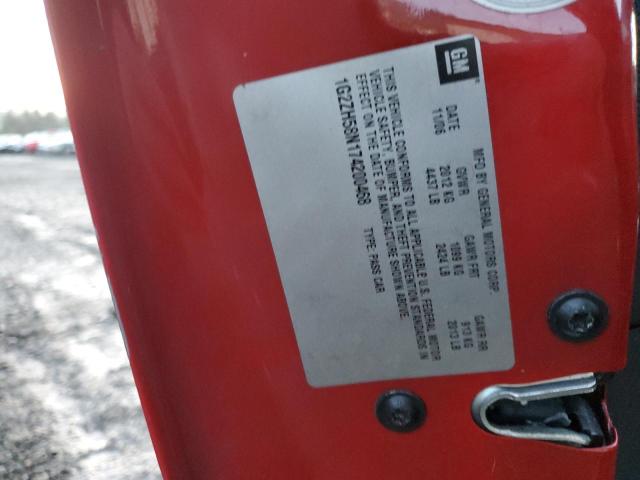 GM
MFD BY GENERAL MOTORS CORP.
DATE GVWR GAWR FRT GAWR RR
11/06 2012 KG 1099 KG 913 KG
4437 LB 2424 LB 2013 LB
THIS VEHICLE CONFORMS TO ALL APPLICABLE U.S. FEDERAL MOTOR
VEHICLE SAFETY, BUMPER, AND THEFT PREVENTION STANDARDS IN
EFFECT ON THE DATE OF MANUFACTURE SHOWN ABOVE.
1G2ZH58N174200468 TYPE: PASS CAR